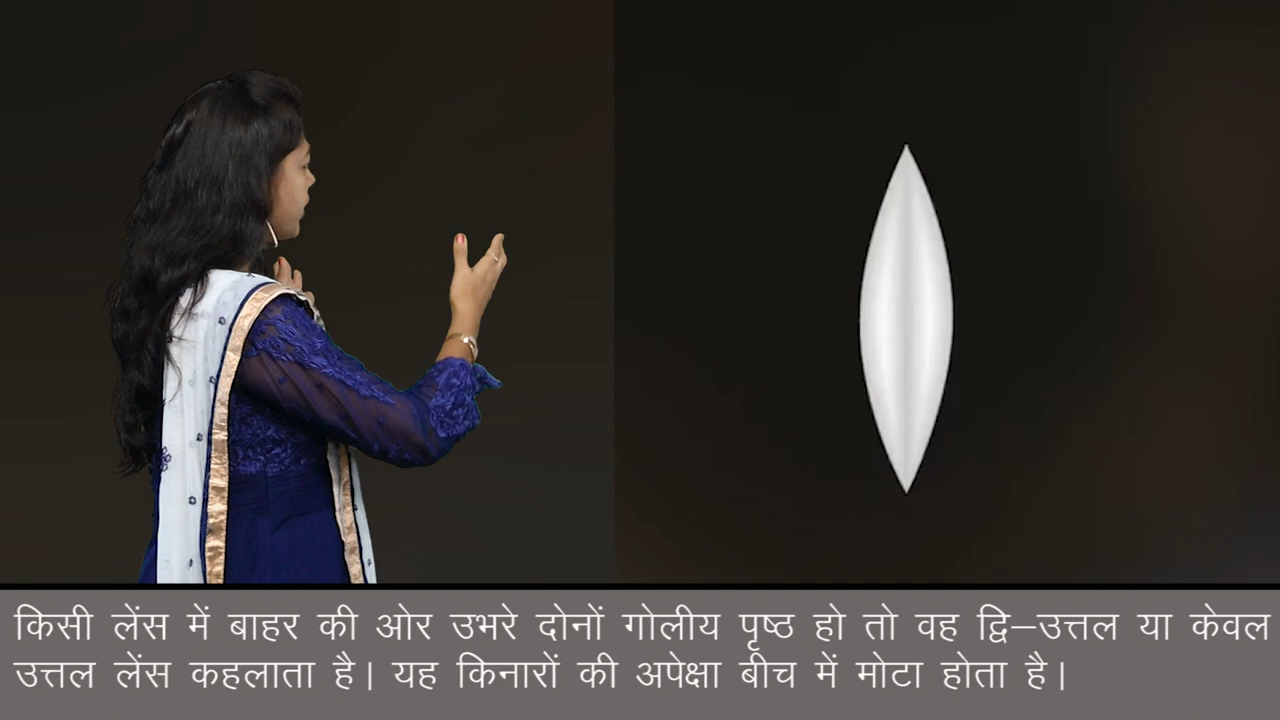 किसी लेंस में बाहर की ओर उभरे दोनों गोलीय पृष्ठ हो तो वह द्वि–उत्तल या केवल
उत्तल लेंस कहलाता है। यह किनारों की अपेक्षा बीच में मोटा होता है।